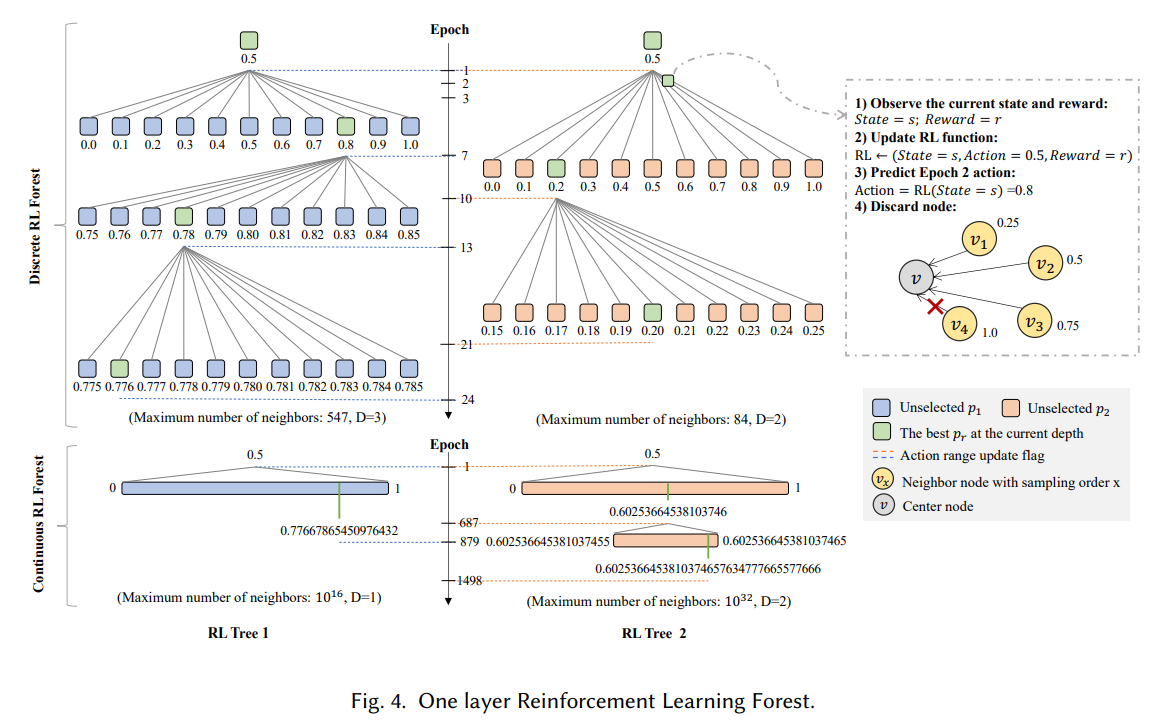 Epoch
0.5
0.5
1
2
3
0.0 0.1 0.2 0.3 0.4 0.5 0.6 0.7 0.8 0.9 1.0
7
0.0 0.1 0.2 0.3 0.4 0.5 0.6 0.7 0.8 0.9 1.0
10
0.75 0.76 0.77 0.78 0.79 0.80 0.81 0.82 0.83 0.84 0.85
13
0.15 0.16 0.17 0.18 0.19 0.20 0.21 0.22 0.23 0.24 0.25
21
0.775 0.776 0.777 0.778 0.779 0.780 0.781 0.782 0.783 0.784 0.785
24
(Maximum number of neighbors: 547, D=3)
(Maximum number of neighbors: 84, D=2)
Discrete RL Forest
1) Observe the current state and reward:
State = s; Reward = r
2) Update RL function:
RL ← (State = s, Action = 0.5, Reward = r)
3) Predict Epoch 2 action:
Action = RL(State = s) =0.8
4) Discard node:
v₁ 0.25
v₂ 0.5
v
v₃ 0.75
v₄ 1.0
Unselected p₁
Unselected p₂
The best pᵣ at the current depth
Action range update flag
vₓ Neighbor node with sampling order x
v Center node
Continuous RL Forest
Epoch
0.5
0.5
1
0 1
0 1
0.77667865450976432
0.60253664538103746
687
879
0.602536645381037455
0.602536645381037465
0.60253664538103746576347776655577666
1498
(Maximum number of neighbors: 10¹⁶, D=1)
(Maximum number of neighbors: 10³², D=2)
RL Tree 1
RL Tree 2
Fig. 4. One layer Reinforcement Learning Forest.